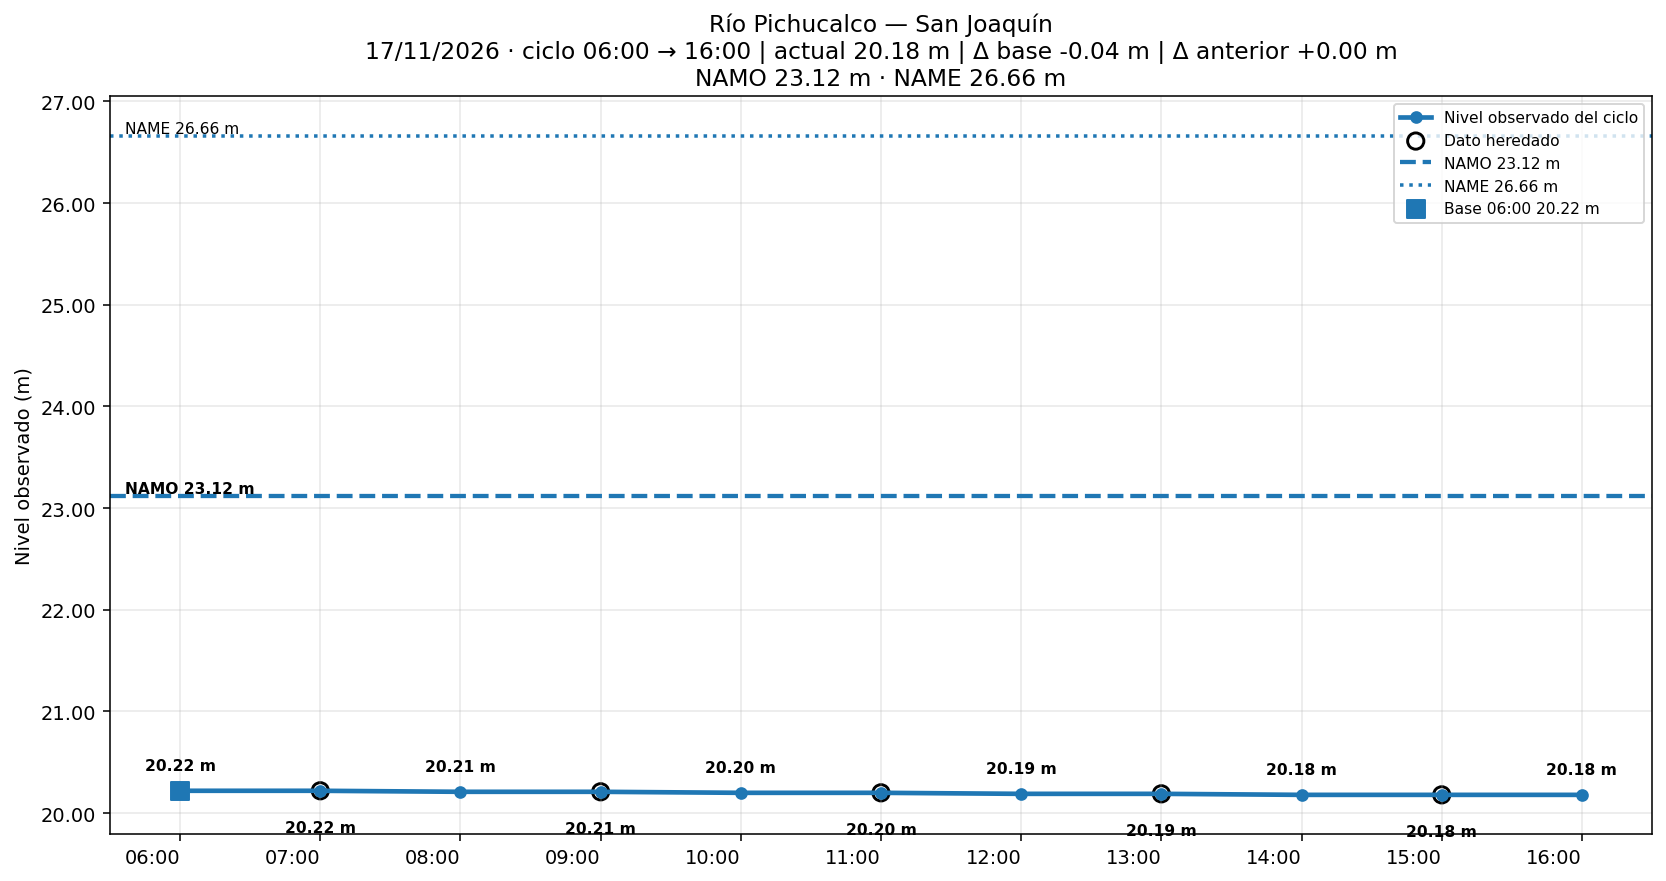 Río Pichucalco — San Joaquín
17/11/2026 · ciclo 06:00 → 16:00 | actual 20.18 m | Δ base -0.04 m | Δ anterior +0.00 m
NAMO 23.12 m · NAME 26.66 m
27.00
NAME 26.66 m
Nivel observado del ciclo
Dato heredado
NAMO 23.12 m
NAME 26.66 m
Base 06:00 20.22 m
26.00
25.00
24.00
NAMO 23.12 m
23.00
22.00
21.00
20.00
Nivel observado (m)
20.22 m
20.21 m
20.20 m
20.19 m
20.18 m
20.18 m
20.22 m
20.21 m
20.20 m
20.19 m
20.18 m
06:00
07:00
08:00
09:00
10:00
11:00
12:00
13:00
14:00
15:00
16:00